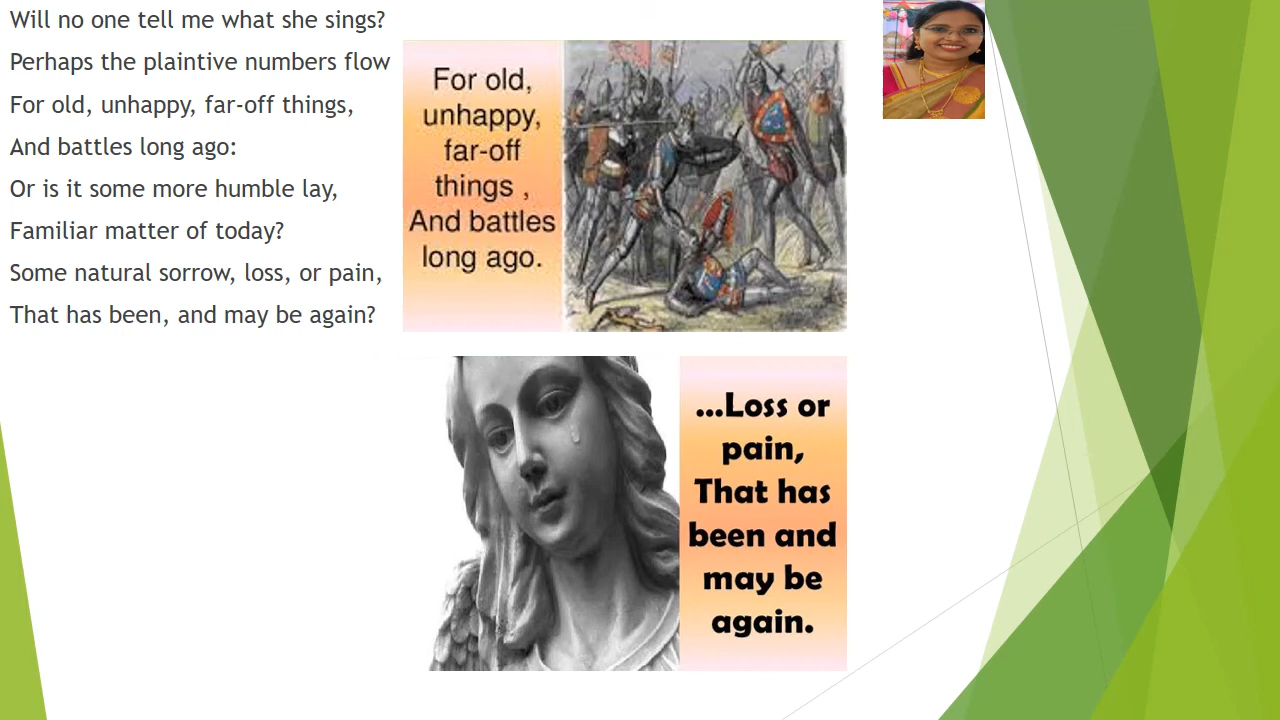 Will no one tell me what she sings?
Perhaps the plaintive numbers flow
For old, unhappy, far-off things,
And battles long ago:
Or is it some more humble lay,
Familiar matter of today?
Some natural sorrow, loss, or pain,
That has been, and may be again?
For old,
unhappy,
far-off
things ,
And battles
long ago.
...Loss or
pain,
That has
been and
may be
again.